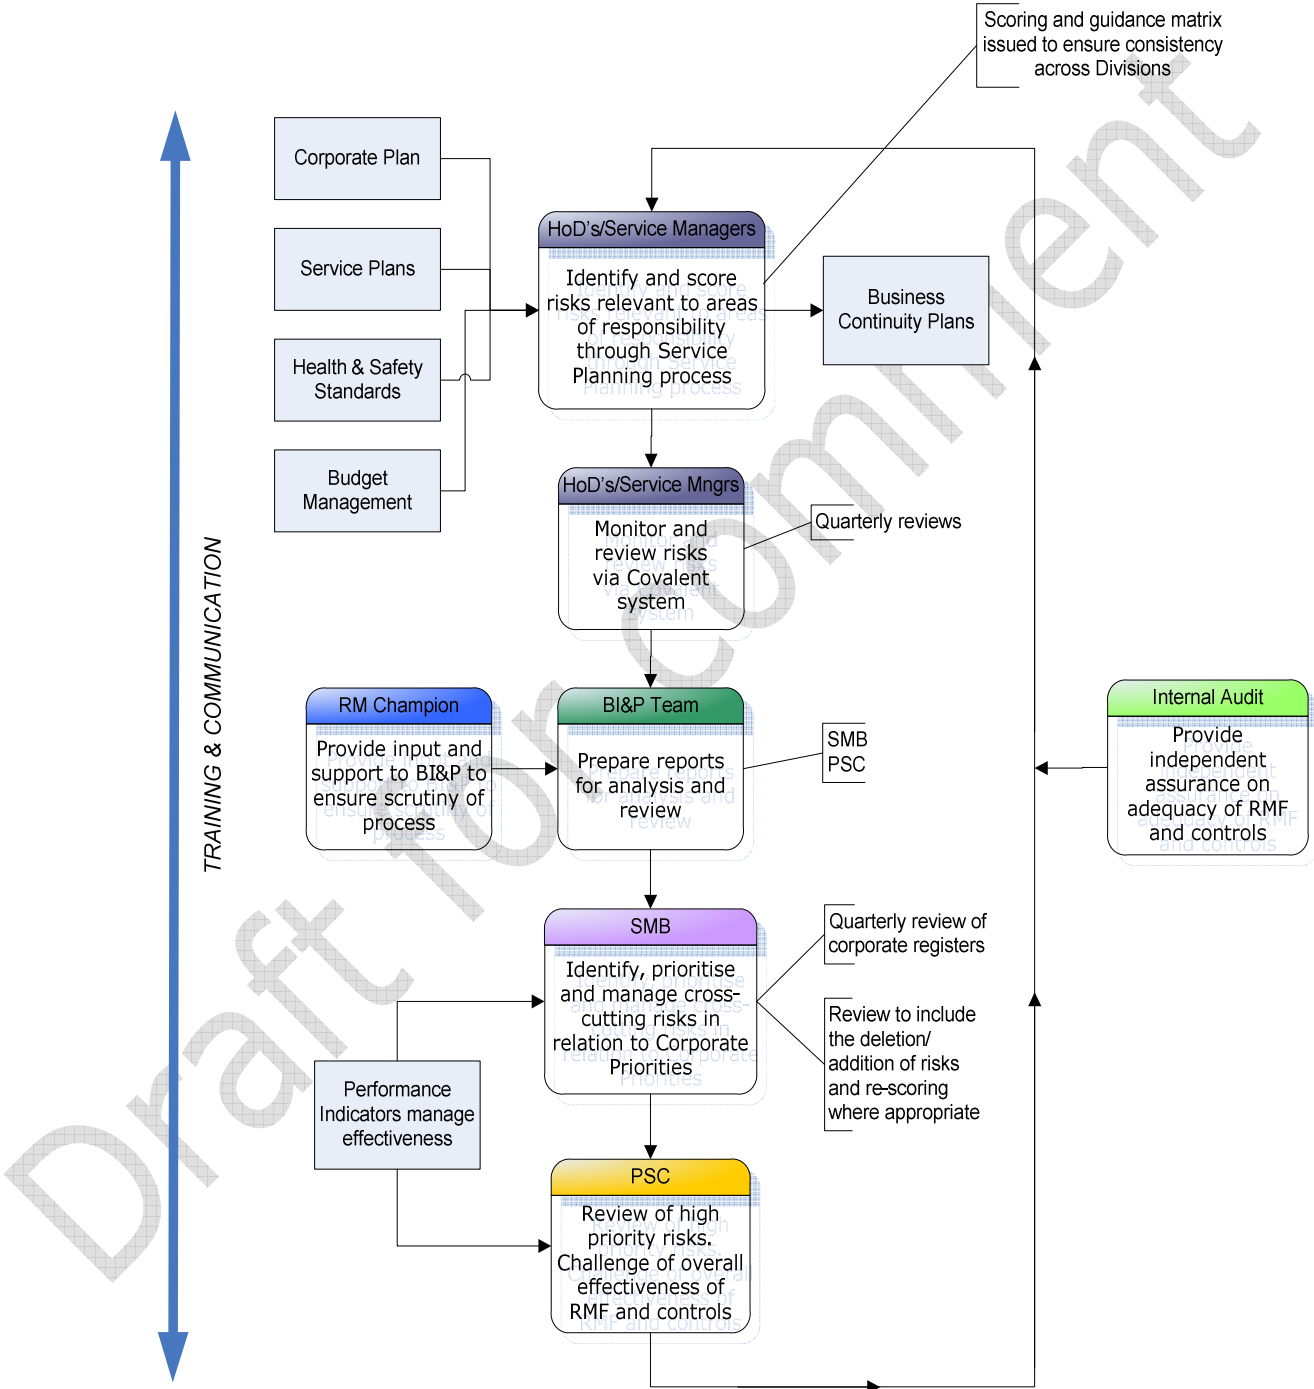 Scoring and guidance matrix
issued to ensure consistency
across Divisions
Corporate Plan
Service Plans
Health & Safety
Standards
Budget
Management
HoD's/Service Managers
Identify and score
risks relevant to areas
of responsibility
through Service
Planning process
Business
Continuity Plans
HoD's/Service Mngrs
Monitor and
review risks
via Covalent
system
Quarterly reviews
TRAINING & COMMUNICATION
RM Champion
Provide input and
support to BI&P to
ensure scrutiny of
process
BI&P Team
Prepare reports
for analysis and
review
SMB
PSC
Internal Audit
Provide
independent
assurance on
adequacy of RMF
and controls
SMB
Identify, prioritise
and manage cross-
cutting risks in
relation to Corporate
Priorities
Quarterly review of
corporate registers
Review to include
the deletion/
addition of risks
and re-scoring
where appropriate
Performance
Indicators manage
effectiveness
PSC
Review of high
priority risks.
Challenge of overall
effectiveness of
RMF and controls
Draft for comment